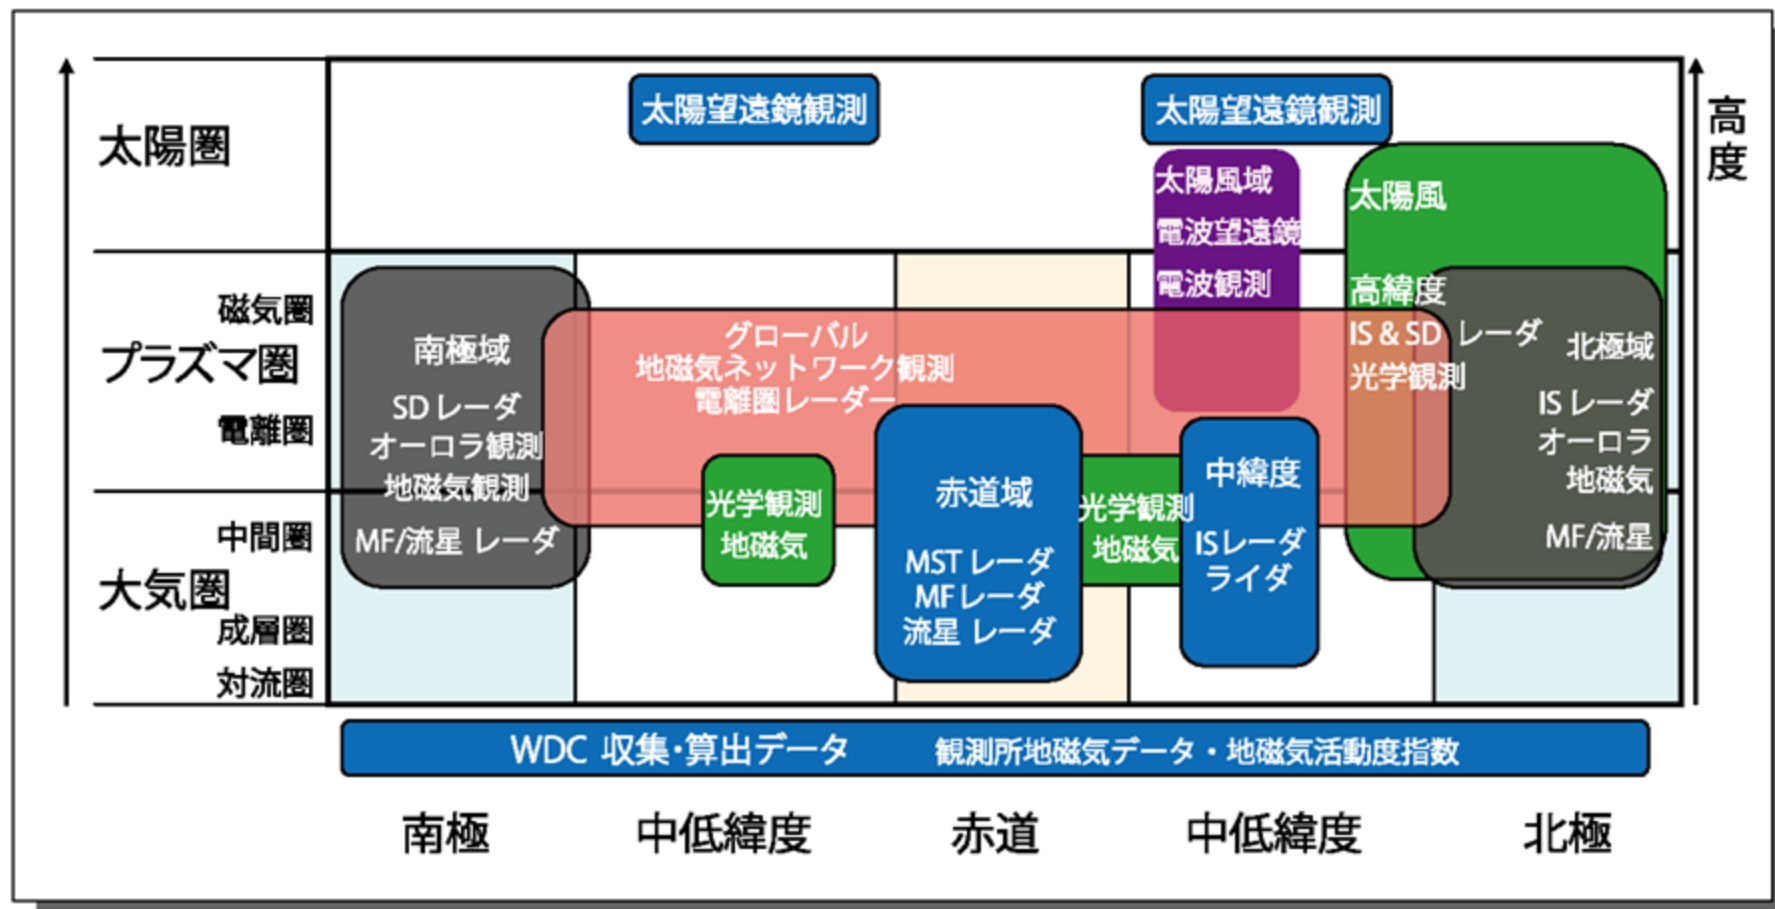 太陽望遠鏡観測
太陽望遠鏡観測
高度
太陽圏
太陽風域
電波望遠鏡
電波観測
太陽風
高緯度
IS & SD レーダ
光学観測
磁気圏
プラズマ圏
電離圏
南極域
SD レーダ
オーロラ観測
地磁気観測
MF/流星 レーダ
グローバル
地磁気ネットワーク観測
電離圏レーダー
北極域
IS レーダ
オーロラ
地磁気
MF/流星
光学観測
地磁気
赤道域
MST レーダ
MFレーダ
流星 レーダ
光学観測
地磁気
中緯度
ISレーダ
ライダ
中間圏
大気圏
成層圏
対流圏
WDC 収集・算出データ 観測所地磁気データ・地磁気活動度指数
南極 中低緯度 赤道 中低緯度 北極